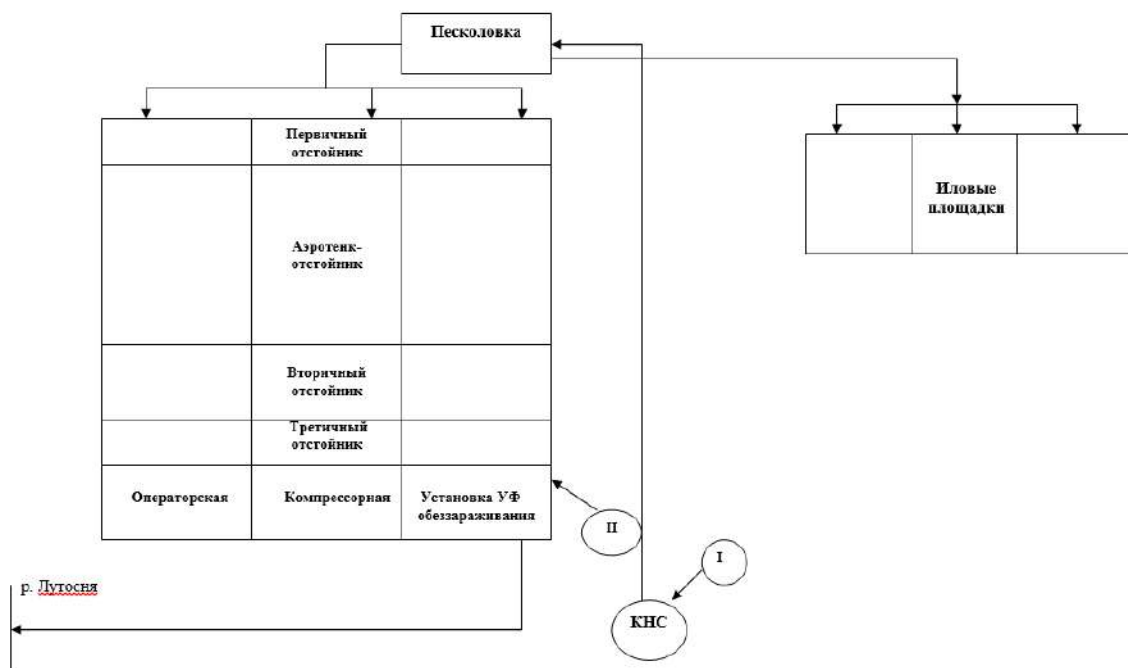 Песколовка
Первичный
отстойник
Иловые
площадки
Аэротенк-
отстойник
Вторичный
отстойник
Третичный
отстойник
Операторская
Компрессорная
Установка УФ
обеззараживания
II
I
р. Лутосня
КНС